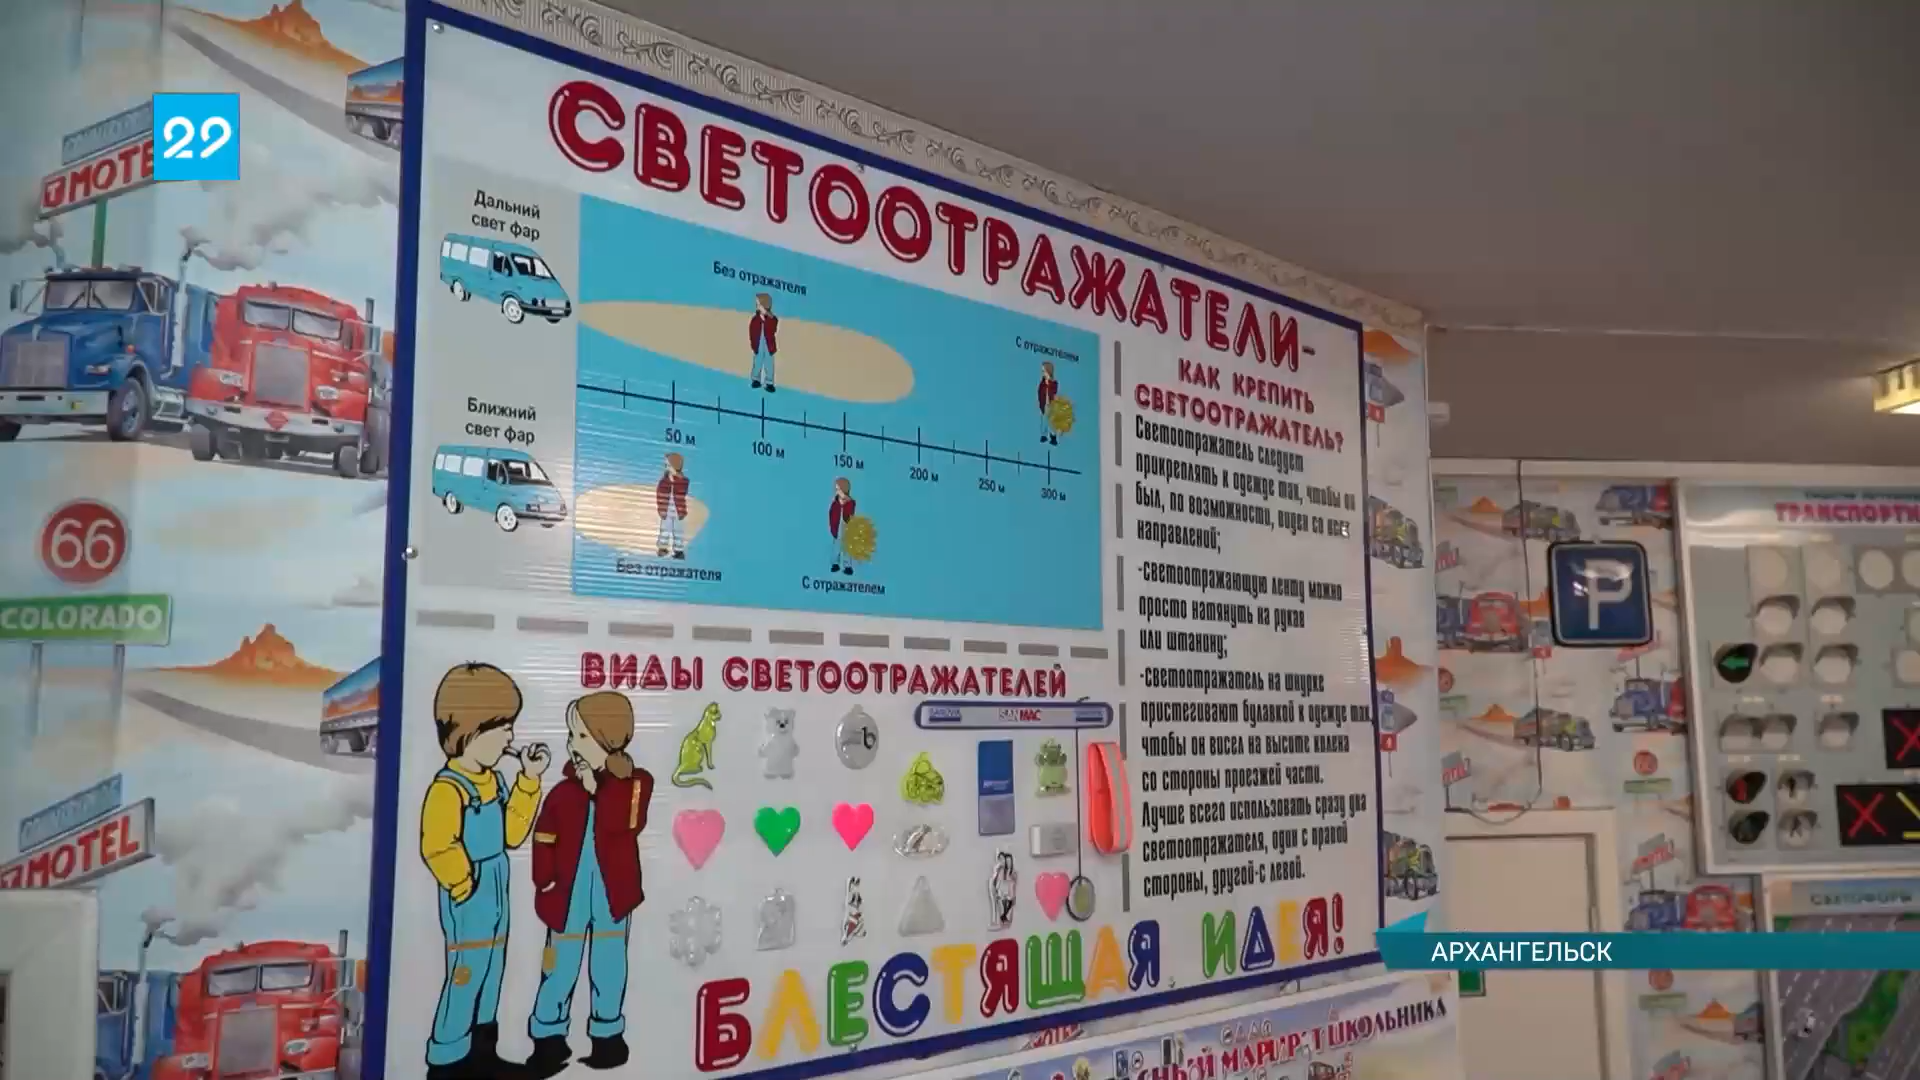 29
MOTEL
66
COLORADO
MOTEL
СВЕТООТРАЖАТЕЛИ-
Дальний
свет фар
Без отражателя
С отражателем
50 м
100 м
150 м
200 м
250 м
300 м
Ближний
свет фар
Без отражателя
С отражателем
КАК КРЕПИТЬ
СВЕТООТРАЖАТЕЛЬ?
Светоотражатель следует
прикреплять к одежде так, чтобы он
был, по возможности, виден со всех
направлений;
-светоотражающую ленту можно
просто натянуть на рукав
или штанину;
-светоотражатель на шнурке
пристегивают булавкой к одежде так,
чтобы он висел на высоте колена
со стороны проезжей части.
Лучше всего использовать сразу два
светоотражателя, один с правой
стороны, другой-с левой.
ВИДЫ СВЕТООТРАЖАТЕЛЕЙ
SANMAC
БЛЕСТЯЩАЯ ИДЕЯ!
P
ТРАНСПОРТН
СВЕТОФОРЫ
АРХАНГЕЛЬСК
МАРШРУТ ШКОЛЬНИКА